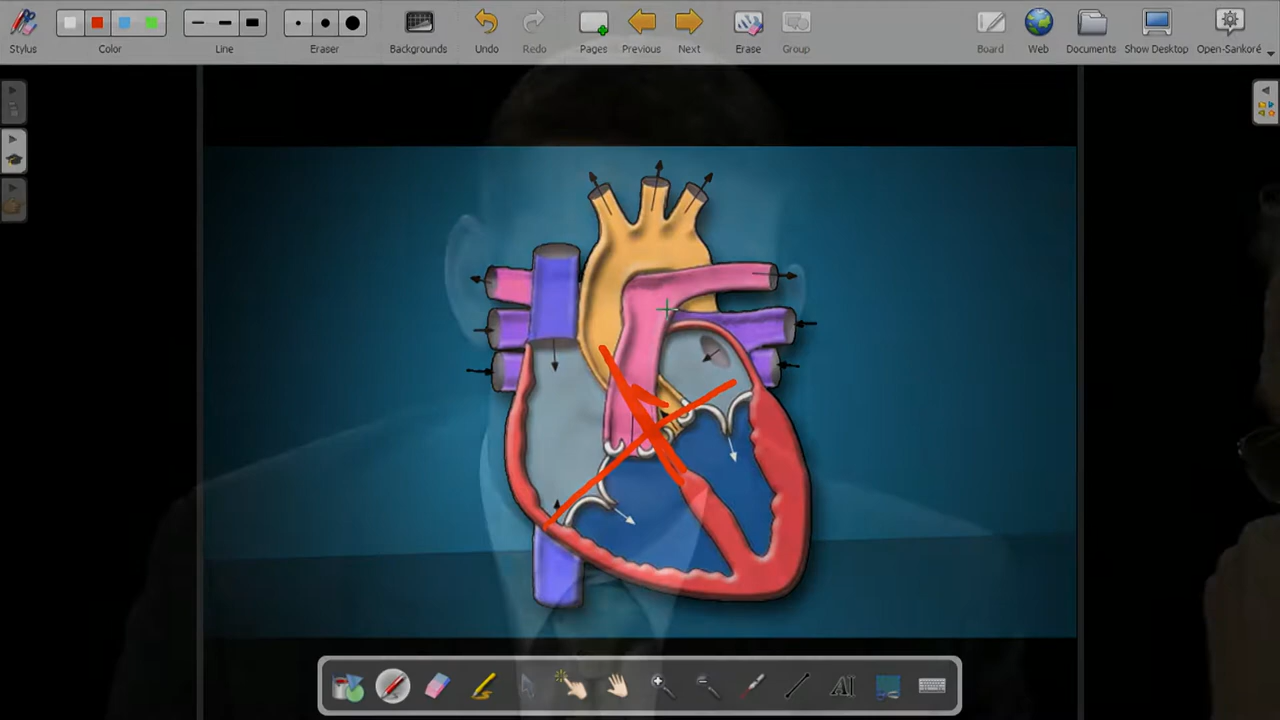 Stylus
Color
Line
Eraser
Backgrounds
Undo
Redo
Pages
Previous
Next
Erase
Group
Board
Web
Documents
Show Desktop
Open-Sankoré
AI